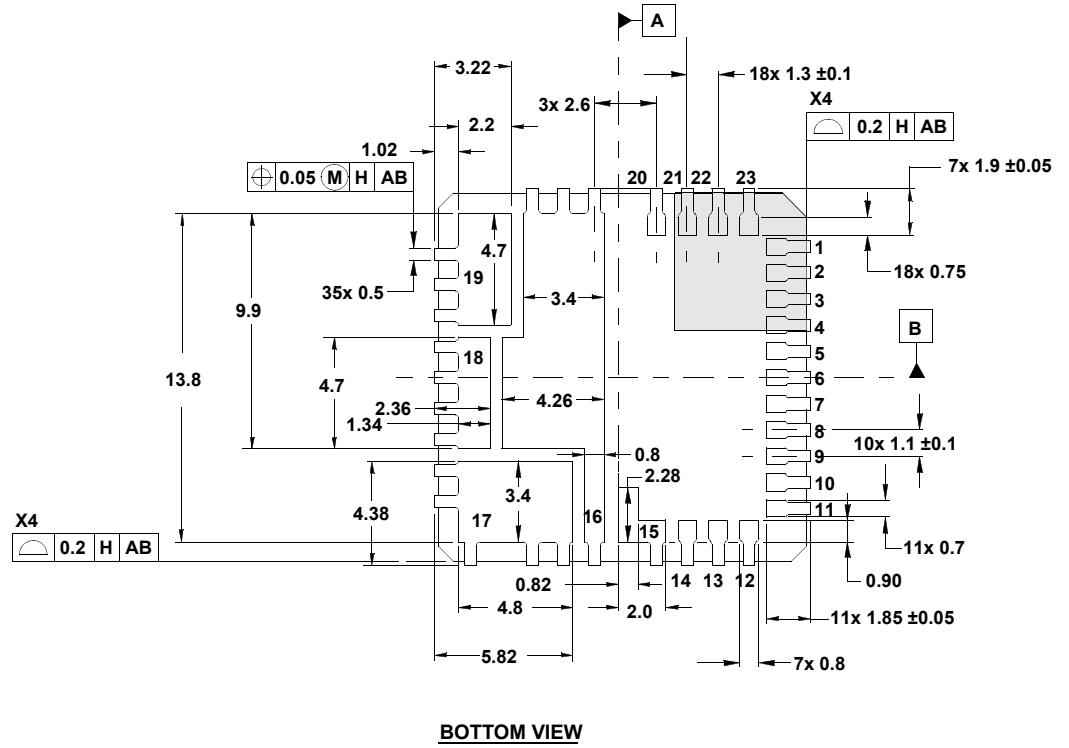 A
3.22
18x 1.3 ±0.1
X4
3x 2.6
2.2
0.2 H AB
1.02
7x 1.9 ±0.05
0.05 M H AB
20 21 22 23
4.7
1
19
2
18x 0.75
35x 0.5
3.4
3
9.9
4
B
5
18
13.8
4.7
6
2.36
4.26
7
1.34
8
10x 1.1 ±0.1
0.8
9
2.28
10
3.4
4.38
11
X4
17
16
15
0.2 H AB
11x 0.7
0.82
14 13 12
0.90
4.8
2.0
11x 1.85 ±0.05
5.82
7x 0.8
BOTTOM VIEW